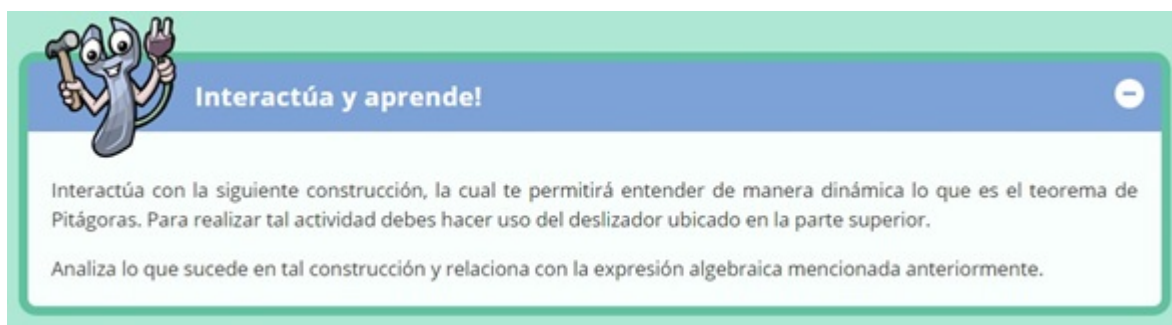 Interactúa y aprende!
Interactúa con la siguiente construcción, la cual te permitirá entender de manera dinámica lo que es el teorema de
Pitágoras. Para realizar tal actividad debes hacer uso del deslizador ubicado en la parte superior.
Analiza lo que sucede en tal construcción y relaciona con la expresión algebraica mencionada anteriormente.